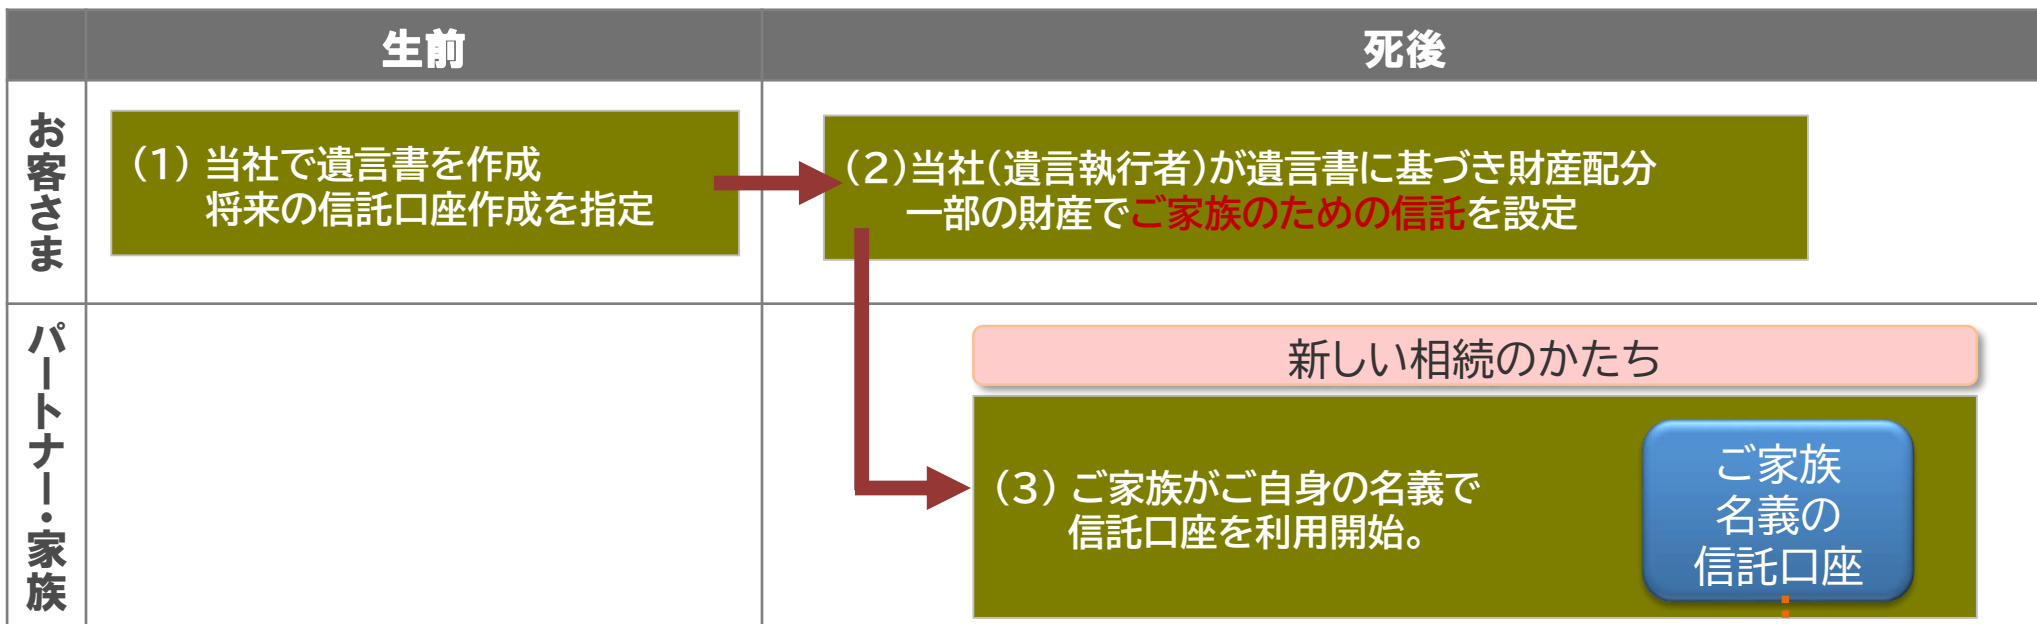 生前
死後
お客さま
(1) 当社で遺言書を作成
将来の信託口座作成を指定
(2)当社(遺言執行者)が遺言書に基づき財産配分
一部の財産でご家族のための信託を設定
パートナー・家族
新しい相続のかたち
(3) ご家族がご自身の名義で
信託口座を利用開始。
ご家族
名義の
信託口座